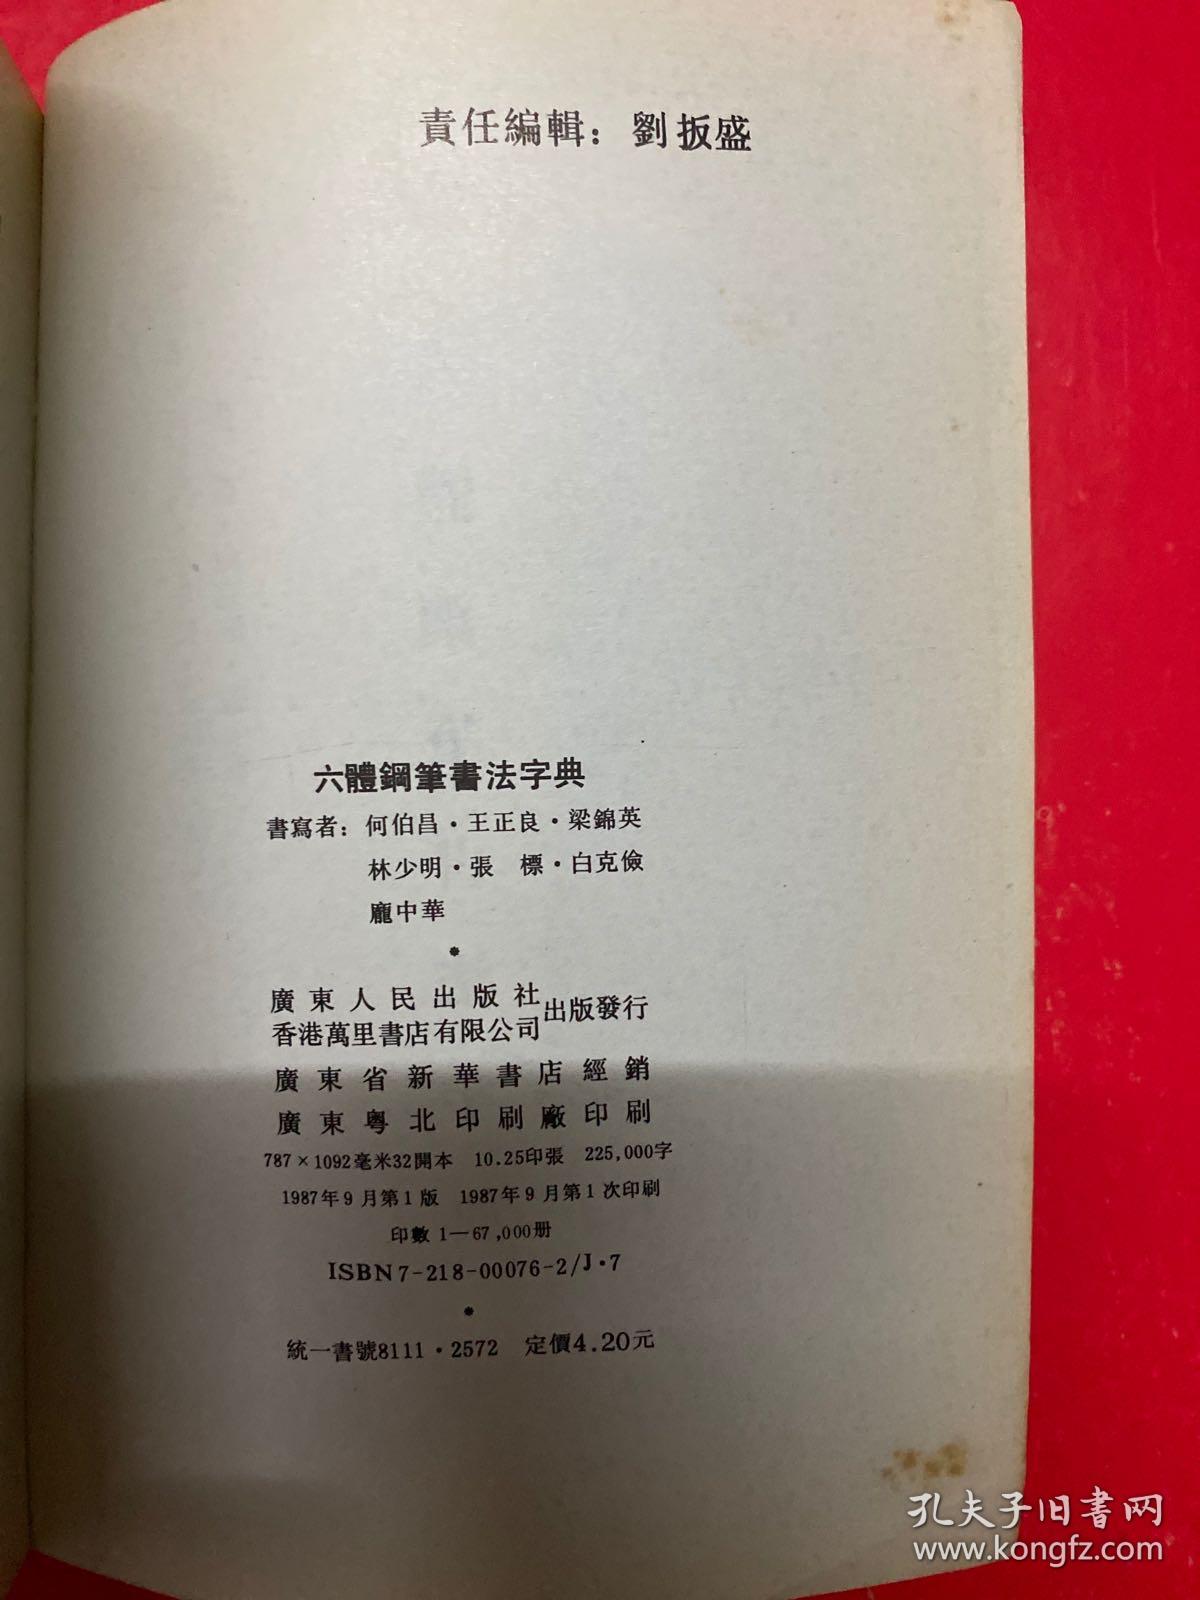 責任編輯：劉扳盛
六體鋼筆書法字典
書寫者：何伯昌・王正良・梁錦英
林少明・張　標・白克儉
龐中華
廣東人民出版社
香港萬里書店有限公司
出版發行
廣東省新華書店經銷
廣東粵北印刷廠印刷
787×1092毫米32開本　10.25印張　225,000字
1987年9月第1版　1987年9月第1次印刷
印數 1—67,000册
ISBN7-218-00076-2/J・7
統一書號8111・2572　定價4.20元
孔夫子旧書网
www.kongfz.com